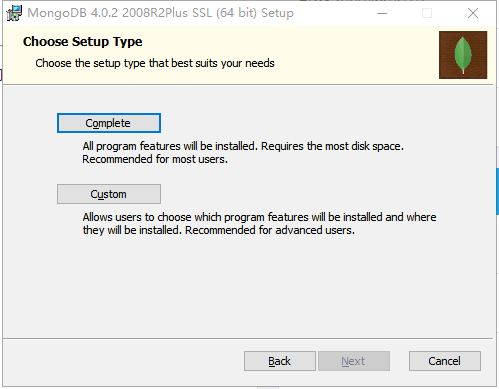 MongoDB 4.0.2 2008R2Plus SSL (64 bit) Setup
Choose Setup Type
Choose the setup type that best suits your needs
Complete
All program features will be installed. Requires the most disk space.
Recommended for most users.
Custom
Allows users to choose which program features will be installed and where
they will be installed. Recommended for advanced users.
Back
Next
Cancel